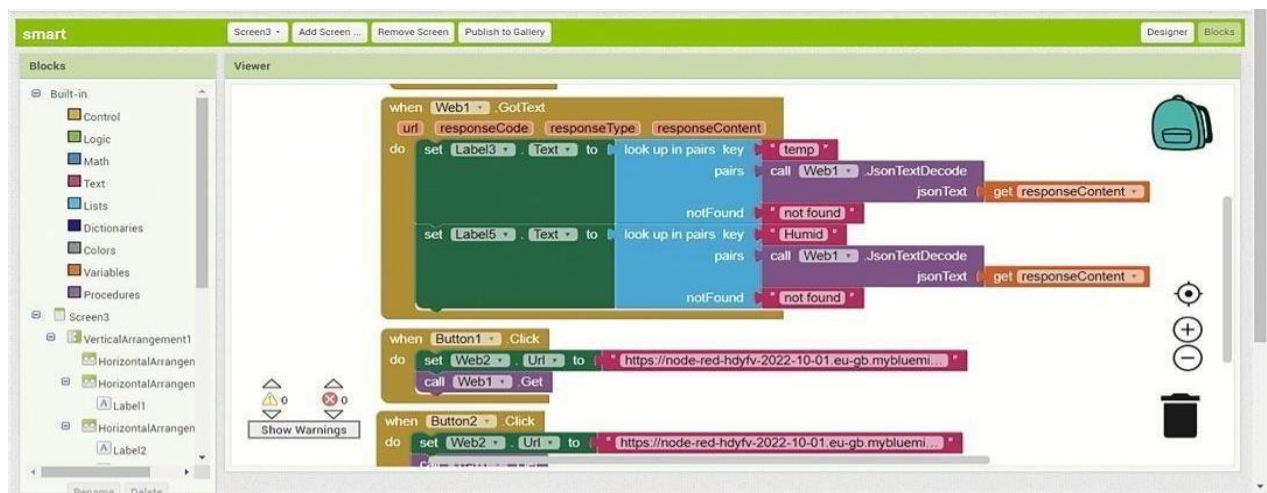 smart Screen3 Add Screen ... Remove Screen Publish to Gallery Designer Blocks
Blocks
Viewer
Built-in
Control
Logic
Math
Text
Lists
Dictionaries
Colors
Variables
Procedures
Screen3
VerticalArrangement1
HorizontalArrangen
HorizontalArrangen
Label1
HorizontalArrangen
Label2
Rename Delete
when Web1 .GotText
url responseCode responseType responseContent
do set Label3 . Text to look up in pairs key " temp "
pairs call Web1 .JsonTextDecode
jsonText get responseContent
notFound " not found "
set Label5 . Text to look up in pairs key " Humid "
pairs call Web1 .JsonTextDecode
jsonText get responseContent
notFound " not found "
when Button1 .Click
do set Web2 . Url to " https://node-red-hdyfv-2022-10-01.eu-gb.mybluemi... "
call Web1 .Get
when Button2 .Click
do set Web2 . Url to " https://node-red-hdyfv-2022-10-01.eu-gb.mybluemi... "
0 0
Show Warnings